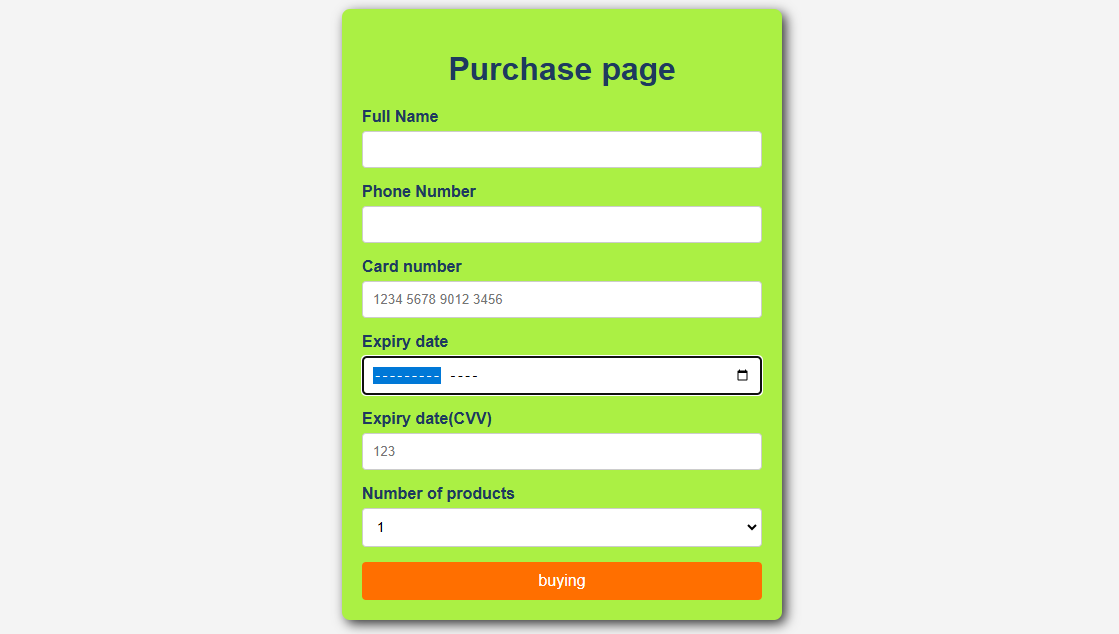 Purchase page
Full Name
Phone Number
Card number
1234 5678 9012 3456
Expiry date
--------- ----
Expiry date(CVV)
123
Number of products
1
buying